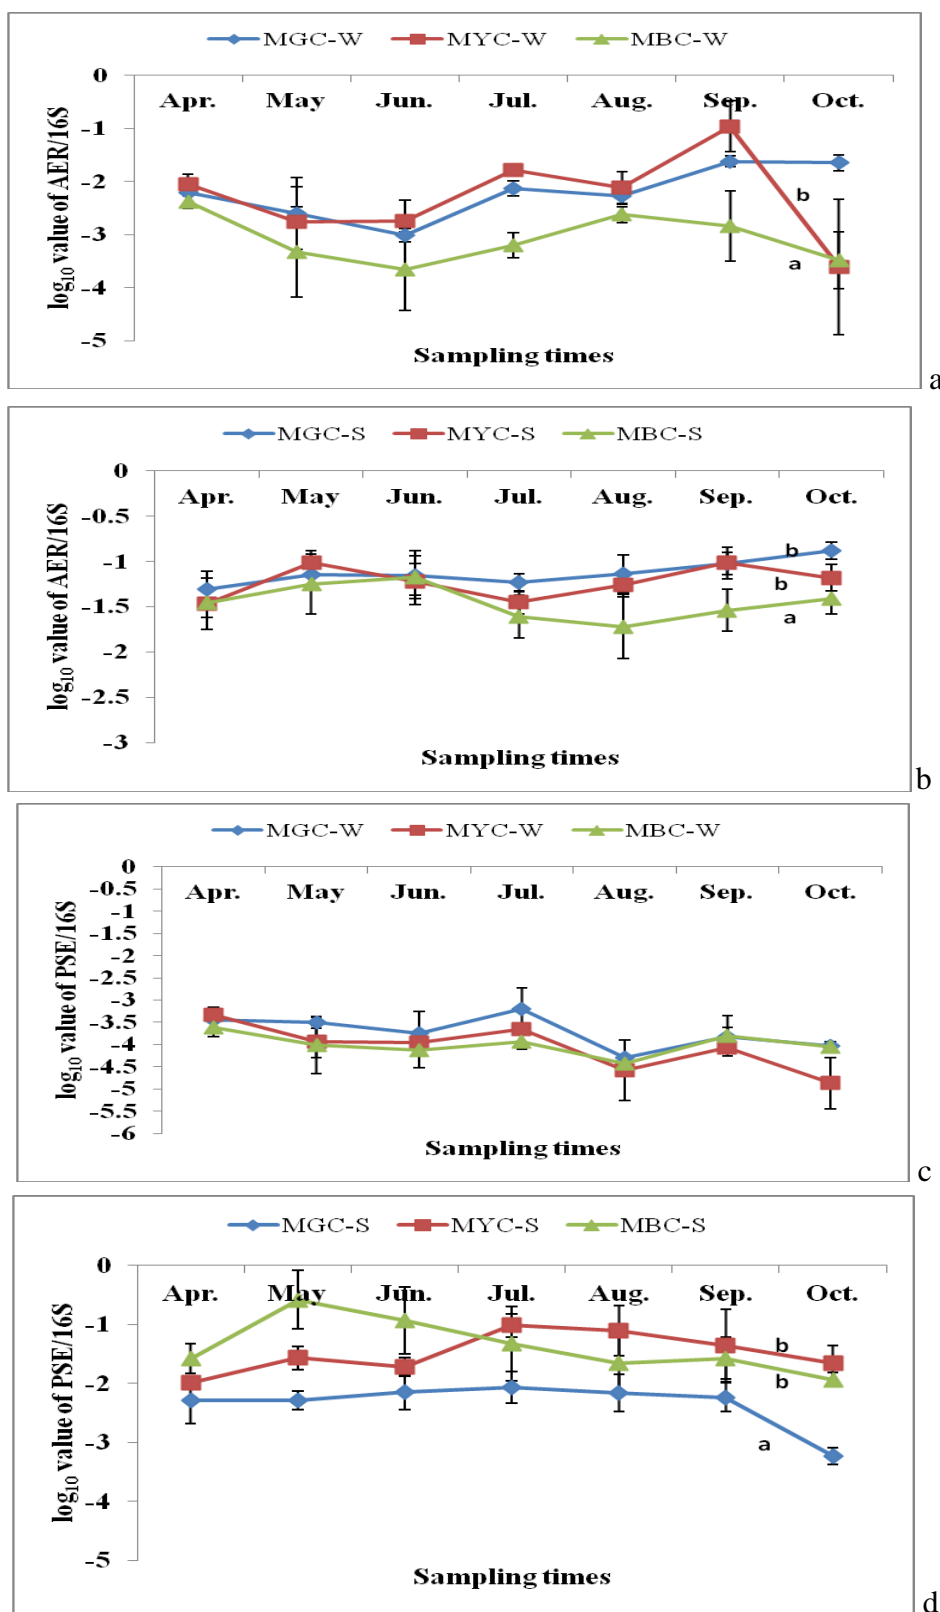 MGC-W MYC-W MBC-W
0
Apr. May Jun. Jul. Aug. Sep. Oct.
-1
-2
-3
-4
-5
log10 value of AER/16S
b
a
Sampling times
a
MGC-S MYC-S MBC-S
0
Apr. May Jun. Jul. Aug. Sep. Oct.
-0.5
-1
-1.5
-2
-2.5
-3
log10 value of AER/16S
b
b
a
Sampling times
b
MGC-W MYC-W MBC-W
0
Apr. May Jun. Jul. Aug. Sep. Oct.
-0.5
-1
-1.5
-2
-2.5
-3
-3.5
-4
-4.5
-5
-5.5
-6
log10 value of PSE/16S
Sampling times
c
MGC-S MYC-S MBC-S
0
Apr. May Jun. Jul. Aug. Sep. Oct.
-1
-2
-3
-4
-5
log10 value of PSE/16S
b
b
a
Sampling times
d